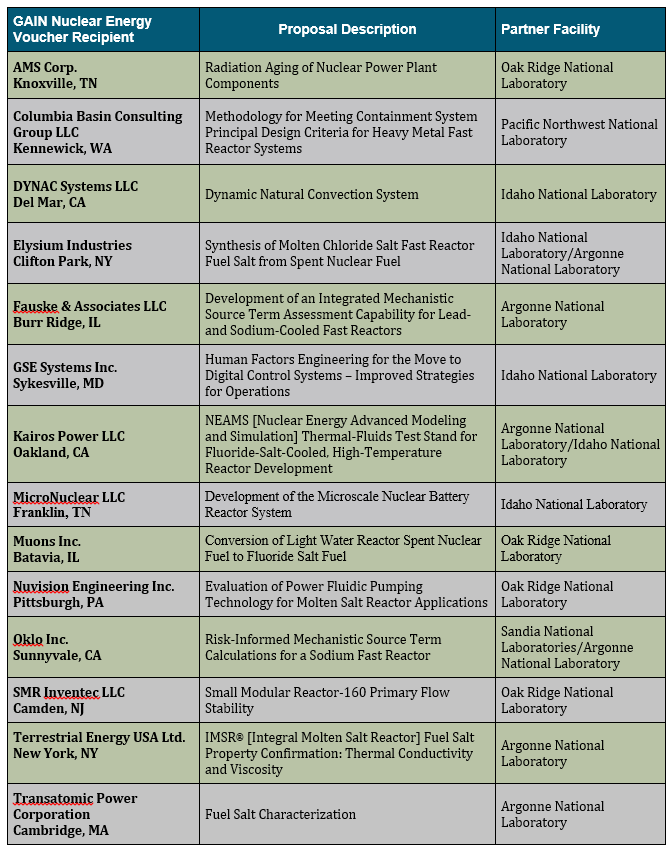 GAIN Nuclear Energy
Voucher Recipient
Proposal Description
Partner Facility
AMS Corp.
Knoxville, TN
Radiation Aging of Nuclear Power Plant
Components
Oak Ridge National
Laboratory
Columbia Basin Consulting
Group LLC
Kennewick, WA
Methodology for Meeting Containment System
Principal Design Criteria for Heavy Metal Fast
Reactor Systems
Pacific Northwest National
Laboratory
DYNAC Systems LLC
Del Mar, CA
Dynamic Natural Convection System
Idaho National Laboratory
Elysium Industries
Clifton Park, NY
Synthesis of Molten Chloride Salt Fast Reactor
Fuel Salt from Spent Nuclear Fuel
Idaho National
Laboratory/Argonne
National Laboratory
Fauske & Associates LLC
Burr Ridge, IL
Development of an Integrated Mechanistic
Source Term Assessment Capability for Lead-
and Sodium-Cooled Fast Reactors
Argonne National
Laboratory
GSE Systems Inc.
Sykesville, MD
Human Factors Engineering for the Move to
Digital Control Systems – Improved Strategies
for Operations
Idaho National Laboratory
Kairos Power LLC
Oakland, CA
NEAMS [Nuclear Energy Advanced Modeling
and Simulation] Thermal-Fluids Test Stand for
Fluoride-Salt-Cooled, High-Temperature
Reactor Development
Argonne National
Laboratory/Idaho National
Laboratory
MicroNuclear LLC
Franklin, TN
Development of the Microscale Nuclear Battery
Reactor System
Idaho National Laboratory
Muons Inc.
Batavia, IL
Conversion of Light Water Reactor Spent Nuclear
Fuel to Fluoride Salt Fuel
Oak Ridge National
Laboratory
Nuvision Engineering Inc.
Pittsburgh, PA
Evaluation of Power Fluidic Pumping
Technology for Molten Salt Reactor Applications
Oak Ridge National
Laboratory
Oklo Inc.
Sunnyvale, CA
Risk-Informed Mechanistic Source Term
Calculations for a Sodium Fast Reactor
Sandia National
Laboratories/Argonne
National Laboratory
SMR Inventec LLC
Camden, NJ
Small Modular Reactor-160 Primary Flow
Stability
Oak Ridge National
Laboratory
Terrestrial Energy USA Ltd.
New York, NY
IMSR® [Integral Molten Salt Reactor] Fuel Salt
Property Confirmation: Thermal Conductivity
and Viscosity
Argonne National
Laboratory
Transatomic Power
Corporation
Cambridge, MA
Fuel Salt Characterization
Argonne National
Laboratory